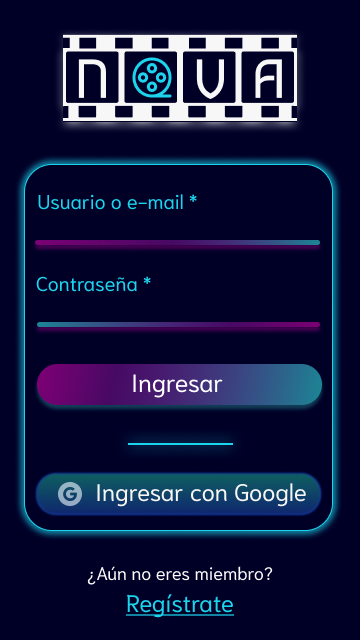 NOVA
Usuario o e-mail *
Contraseña *
Ingresar
G Ingresar con Google
¿Aún no eres miembro?
Regístrate